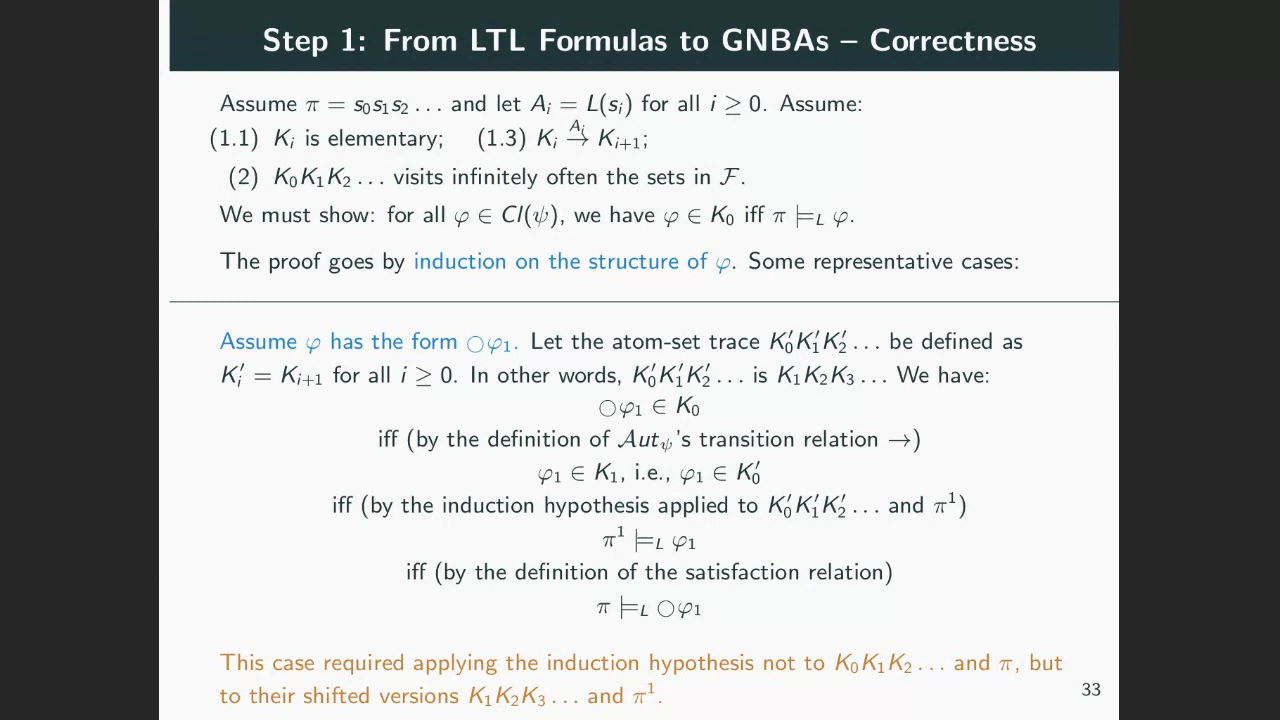 Step 1: From LTL Formulas to GNBAs – Correctness
Assume π = s₀s₁s₂ … and let Aᵢ = L(sᵢ) for all i ≥ 0. Assume:
(1.1) Kᵢ is elementary; (1.3) Kᵢ →^{Aᵢ} Kᵢ₊₁;
(2) K₀K₁K₂ … visits infinitely often the sets in ℱ.
We must show: for all φ ∈ Cl(ψ), we have φ ∈ K₀ iff π ⊨_L φ.
The proof goes by induction on the structure of φ. Some representative cases:
Assume φ has the form ○φ₁. Let the atom-set trace K′₀K′₁K′₂ … be defined as
K′ᵢ = Kᵢ₊₁ for all i ≥ 0. In other words, K′₀K′₁K′₂ … is K₁K₂K₃ … We have:
○φ₁ ∈ K₀
iff (by the definition of 𝒜ut_ψ's transition relation →)
φ₁ ∈ K₁, i.e., φ₁ ∈ K′₀
iff (by the induction hypothesis applied to K′₀K′₁K′₂ … and π¹)
π¹ ⊨_L φ₁
iff (by the definition of the satisfaction relation)
π ⊨_L ○φ₁
This case required applying the induction hypothesis not to K₀K₁K₂ … and π, but
to their shifted versions K₁K₂K₃ … and π¹.
33